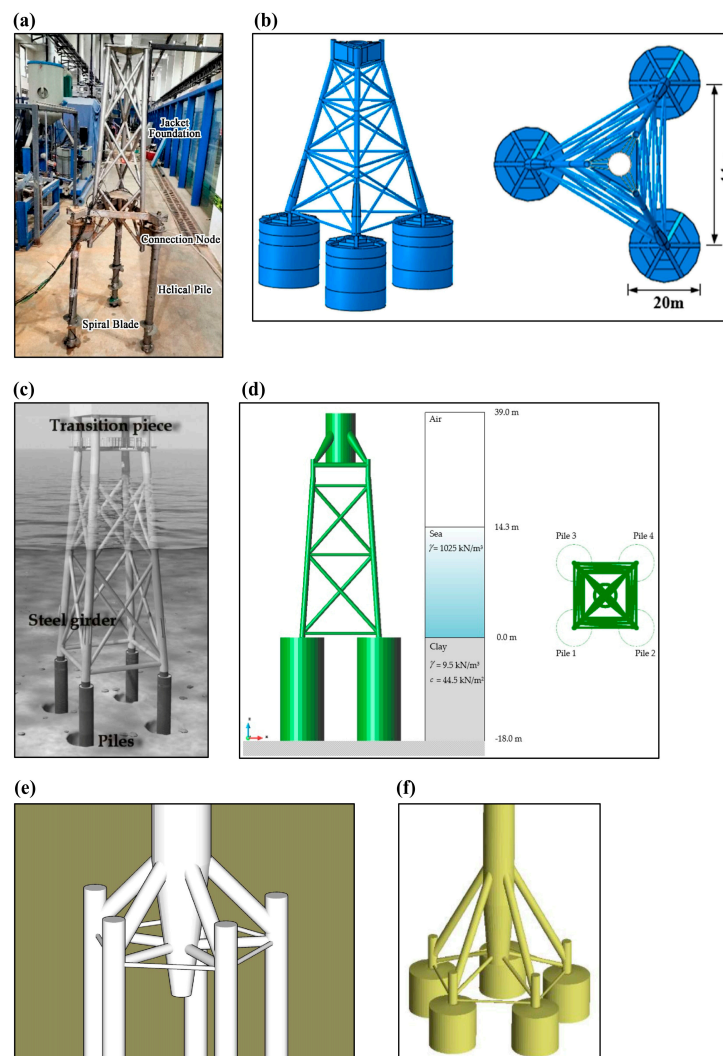 (a)
Jacket
Foundation
Connection Node
Helical Pile
Spiral Blade
(b)
20m
(c)
Transition piece
Steel girder
Piles
(d)
Air
39.0 m
14.3 m
Sea
γ = 1025 kN/m³
0.0 m
Clay
γ' = 9.5 kN/m³
c = 44.5 kN/m²
-18.0 m
Pile 3
Pile 4
Pile 1
Pile 2
(e)
(f)